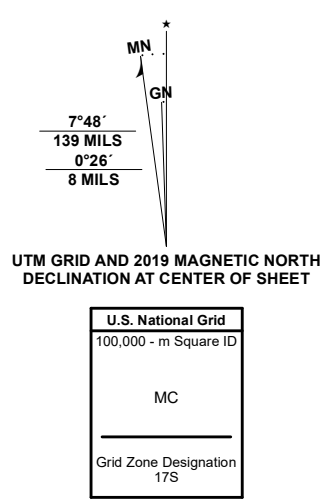 MN
GN
7°48´
139 MILS
0°26´
8 MILS
UTM GRID AND 2019 MAGNETIC NORTH
DECLINATION AT CENTER OF SHEET
U.S. National Grid
100,000 - m Square ID
MC
Grid Zone Designation
17S